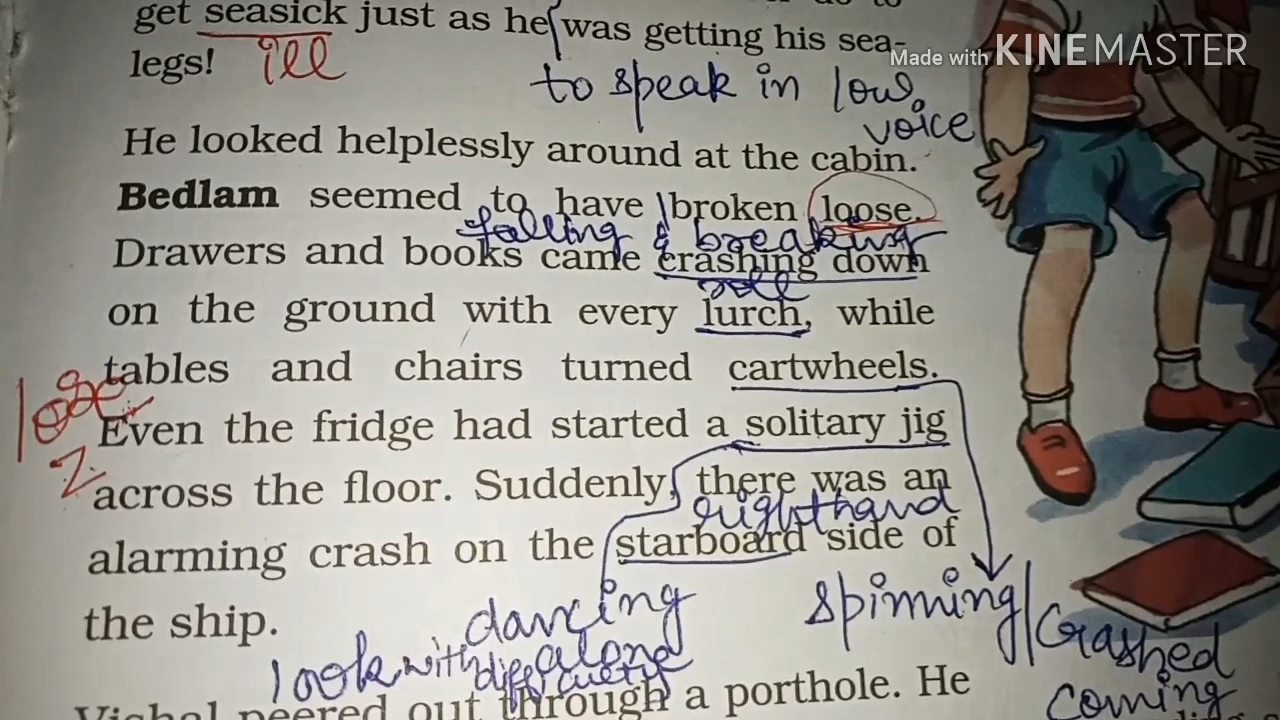 get seasick just as he was getting his sea-
Made with KINEMASTER
legs! ill
to speak in low
voice
He looked helplessly around at the cabin.
Bedlam seemed to have broken loose.
falling & breaking
Drawers and books came crashing down
roll
on the ground with every lurch, while
tables and chairs turned cartwheels.
lose
Even the fridge had started a solitary jig
across the floor. Suddenly, there was an
right hand
alarming crash on the starboard side of
the ship.
dancing
alone
spinning/
Crashed
coming
look with difficulty
peered out through a porthole. He